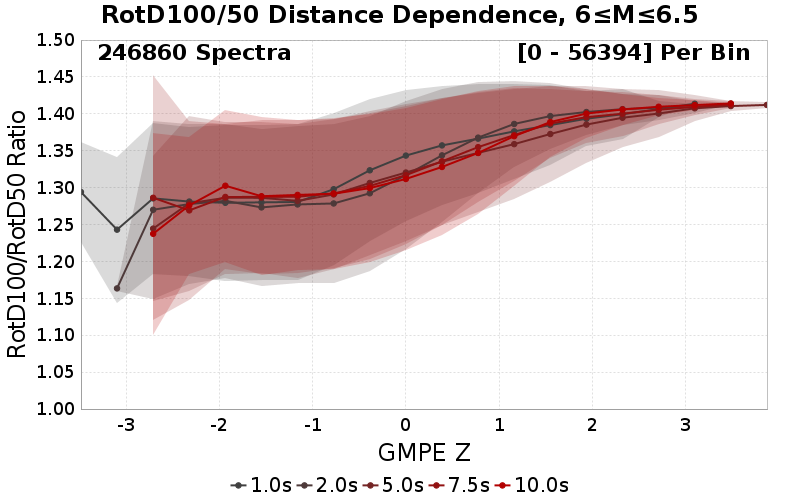 RotD100/50 Distance Dependence, 6≤M≤6.5
246860 Spectra
[0 - 56394] Per Bin
RotD100/RotD50 Ratio
1.50
1.45
1.40
1.35
1.30
1.25
1.20
1.15
1.10
1.05
1.00
-3 -2 -1 0 1 2 3
GMPE Z
1.0s 2.0s 5.0s 7.5s 10.0s